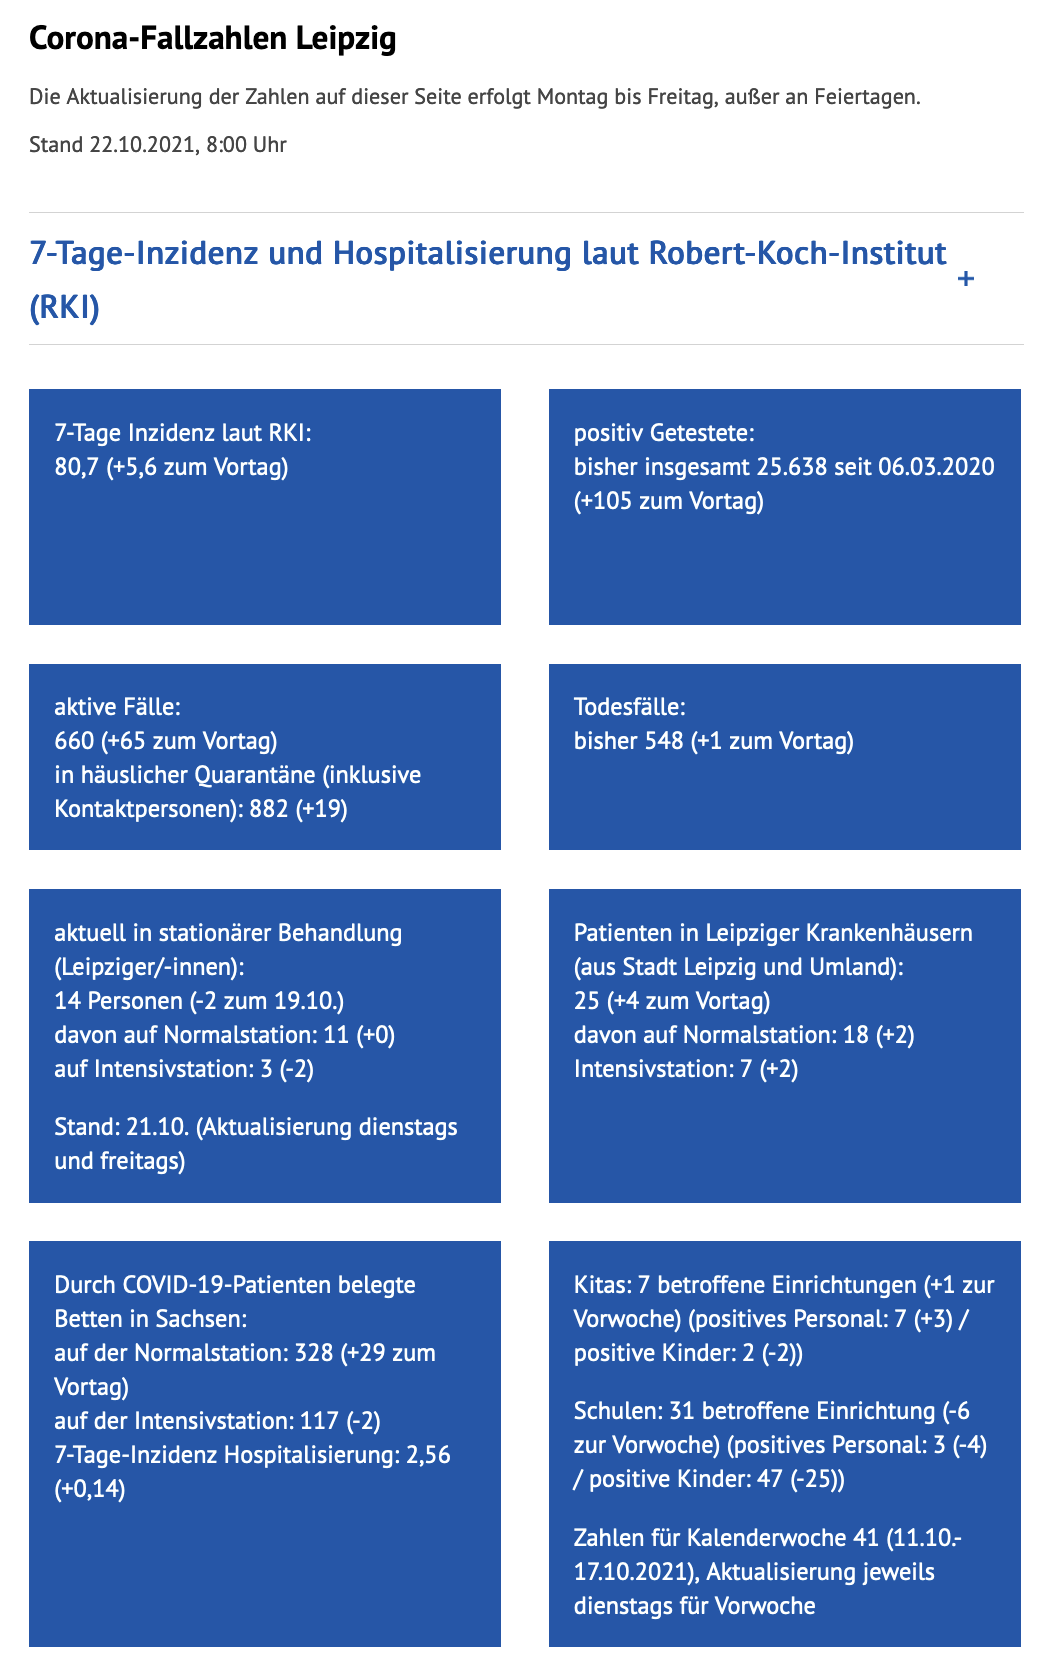 Corona-Fallzahlen Leipzig
Die Aktualisierung der Zahlen auf dieser Seite erfolgt Montag bis Freitag, außer an Feiertagen.
Stand 22.10.2021, 8:00 Uhr
7-Tage-Inzidenz und Hospitalisierung laut Robert-Koch-Institut
(RKI)
+
7-Tage Inzidenz laut RKI:
80,7 (+5,6 zum Vortag)
positiv Getestete:
bisher insgesamt 25.638 seit 06.03.2020
(+105 zum Vortag)
aktive Fälle:
660 (+65 zum Vortag)
in häuslicher Quarantäne (inklusive
Kontaktpersonen): 882 (+19)
Todesfälle:
bisher 548 (+1 zum Vortag)
aktuell in stationärer Behandlung
(Leipziger/-innen):
14 Personen (-2 zum 19.10.)
davon auf Normalstation: 11 (+0)
auf Intensivstation: 3 (-2)
Stand: 21.10. (Aktualisierung dienstags
und freitags)
Patienten in Leipziger Krankenhäusern
(aus Stadt Leipzig und Umland):
25 (+4 zum Vortag)
davon auf Normalstation: 18 (+2)
Intensivstation: 7 (+2)
Durch COVID-19-Patienten belegte
Betten in Sachsen:
auf der Normalstation: 328 (+29 zum
Vortag)
auf der Intensivstation: 117 (-2)
7-Tage-Inzidenz Hospitalisierung: 2,56
(+0,14)
Kitas: 7 betroffene Einrichtungen (+1 zur
Vorwoche) (positives Personal: 7 (+3) /
positive Kinder: 2 (-2))
Schulen: 31 betroffene Einrichtung (-6
zur Vorwoche) (positives Personal: 3 (-4)
/ positive Kinder: 47 (-25))
Zahlen für Kalenderwoche 41 (11.10.-
17.10.2021), Aktualisierung jeweils
dienstags für Vorwoche